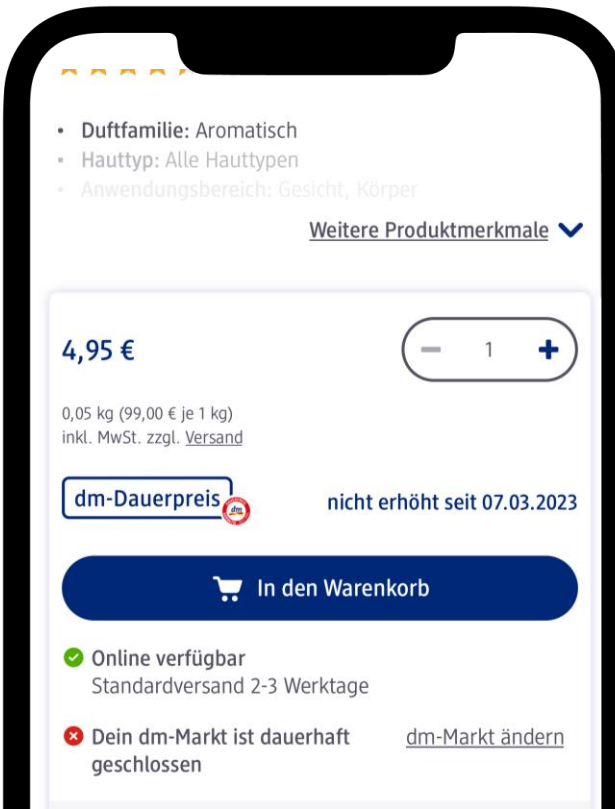 Duftfamilie: Aromatisch
Hauttyp: Alle Hauttypen
Anwendungsbereich: Gesicht, Körper
Weitere Produktmerkmale
4,95 €
1
0,05 kg (99,00 € je 1 kg)
inkl. MwSt. zzgl. Versand
dm-Dauerpreis
dm
nicht erhöht seit 07.03.2023
In den Warenkorb
Online verfügbar
Standardversand 2-3 Werktage
Dein dm-Markt ist dauerhaft
geschlossen
dm-Markt ändern